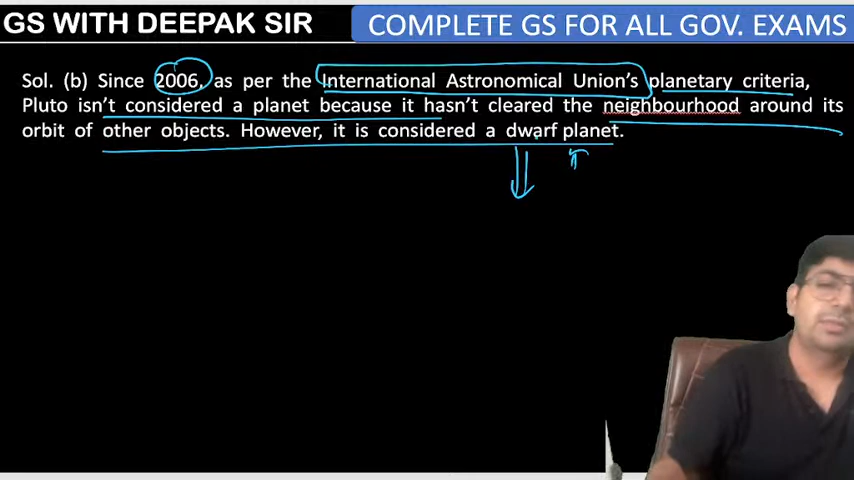 GS WITH DEEPAK SIR
COMPLETE GS FOR ALL GOV. EXAMS
Sol. (b) Since 2006, as per the International Astronomical Union's planetary criteria,
Pluto isn't considered a planet because it hasn't cleared the neighbourhood around its
orbit of other objects. However, it is considered a dwarf planet.